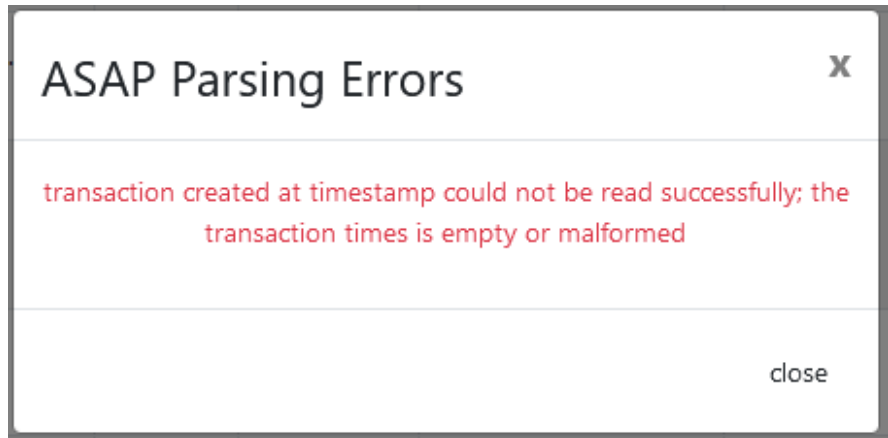 ASAP Parsing Errors
x
transaction created at timestamp could not be read successfully; the
transaction times is empty or malformed
close